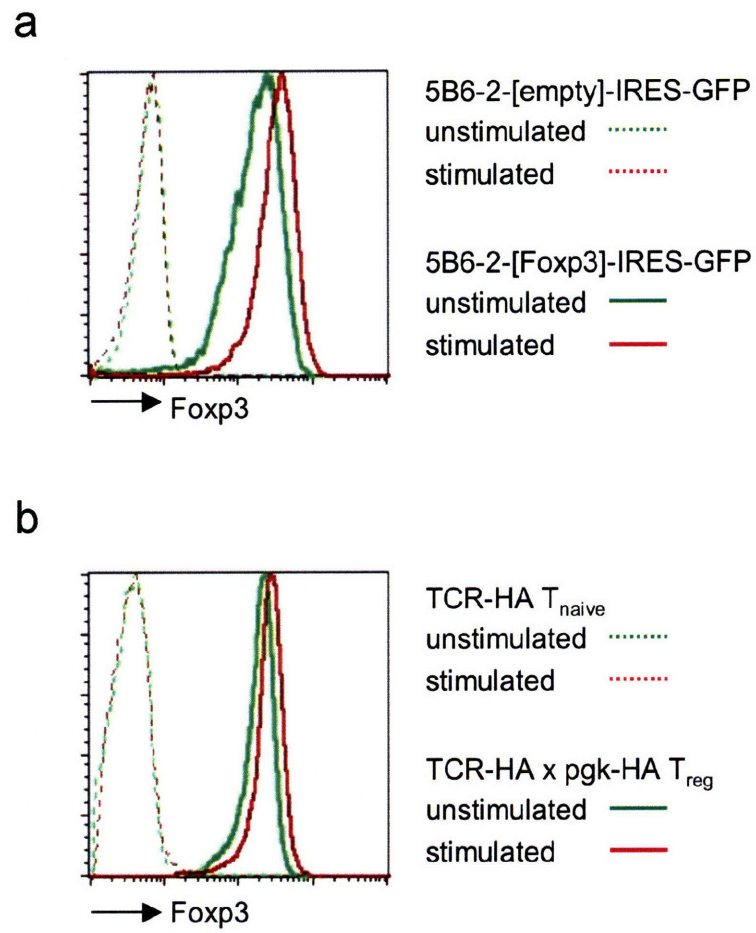 a
5B6-2-[empty]-IRES-GFP
unstimulated
stimulated
5B6-2-[Foxp3]-IRES-GFP
unstimulated
stimulated
Foxp3
b
TCR-HA Tnaive
unstimulated
stimulated
TCR-HA x pgk-HA Treg
unstimulated
stimulated
Foxp3